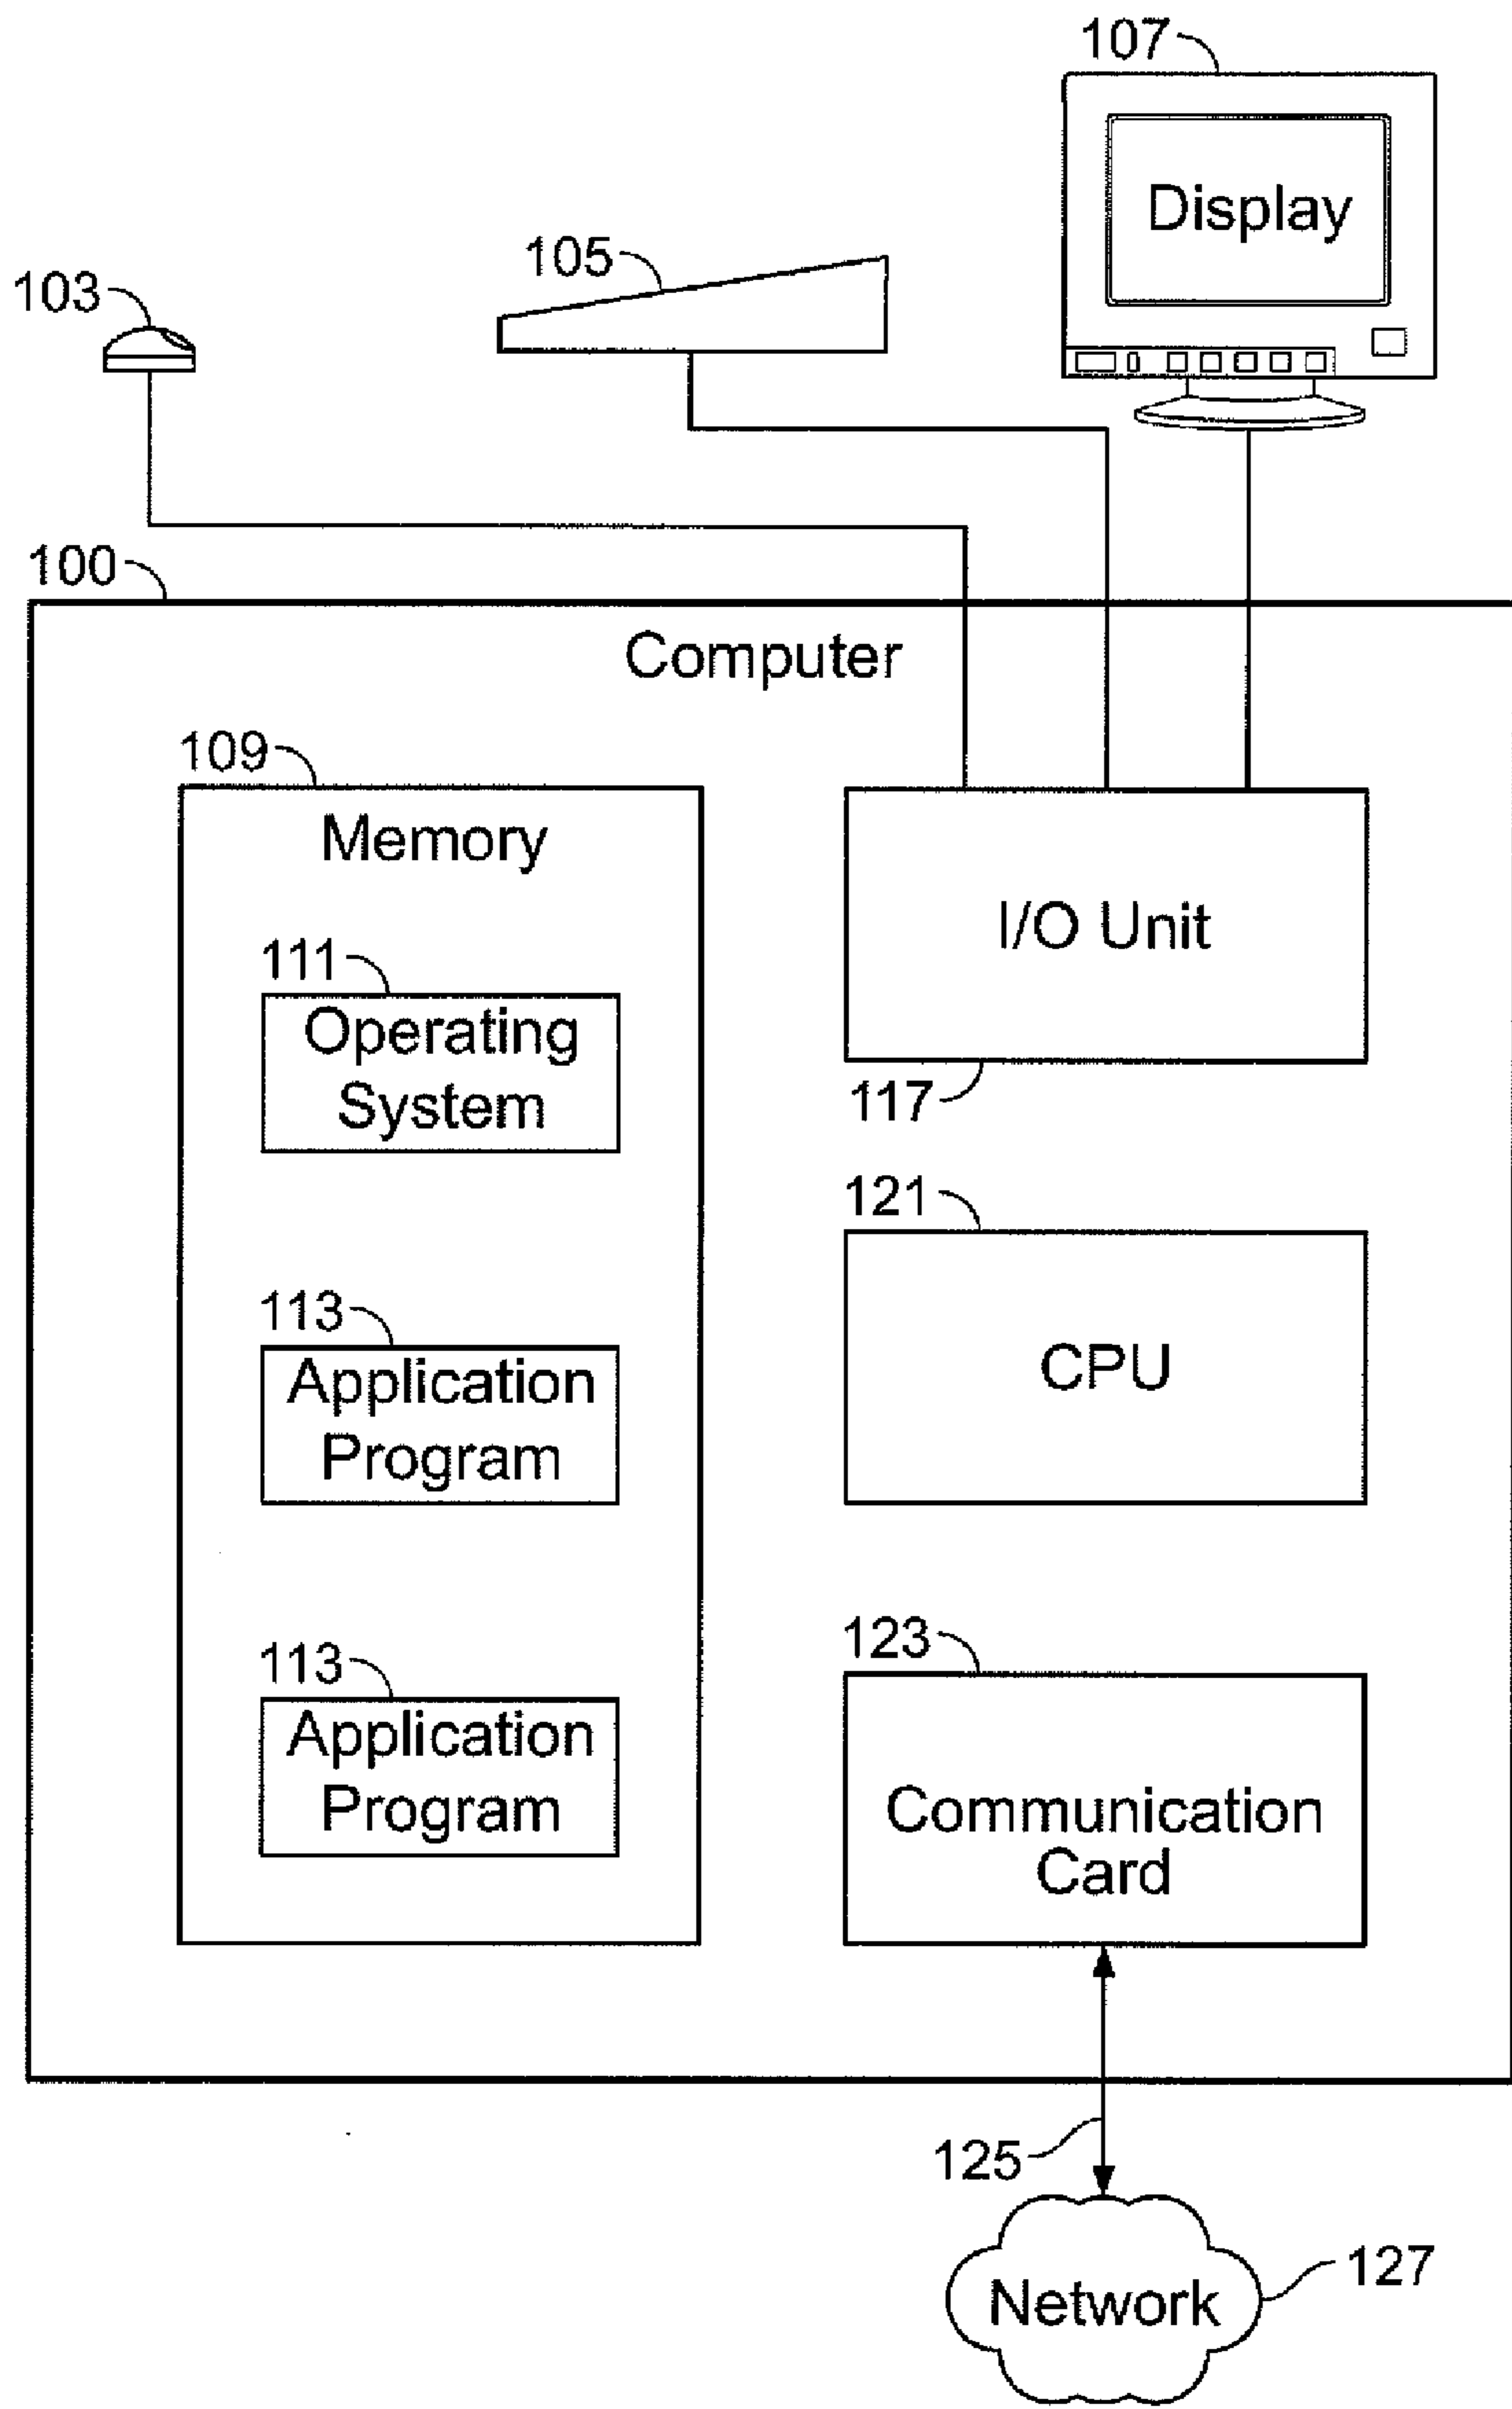 107
Display
105
103
100
Computer
109
Memory
I/O Unit
111
Operating
System
117
121
113
CPU
Application
Program
123
113
Application
Program
Communication
Card
125
127
Network